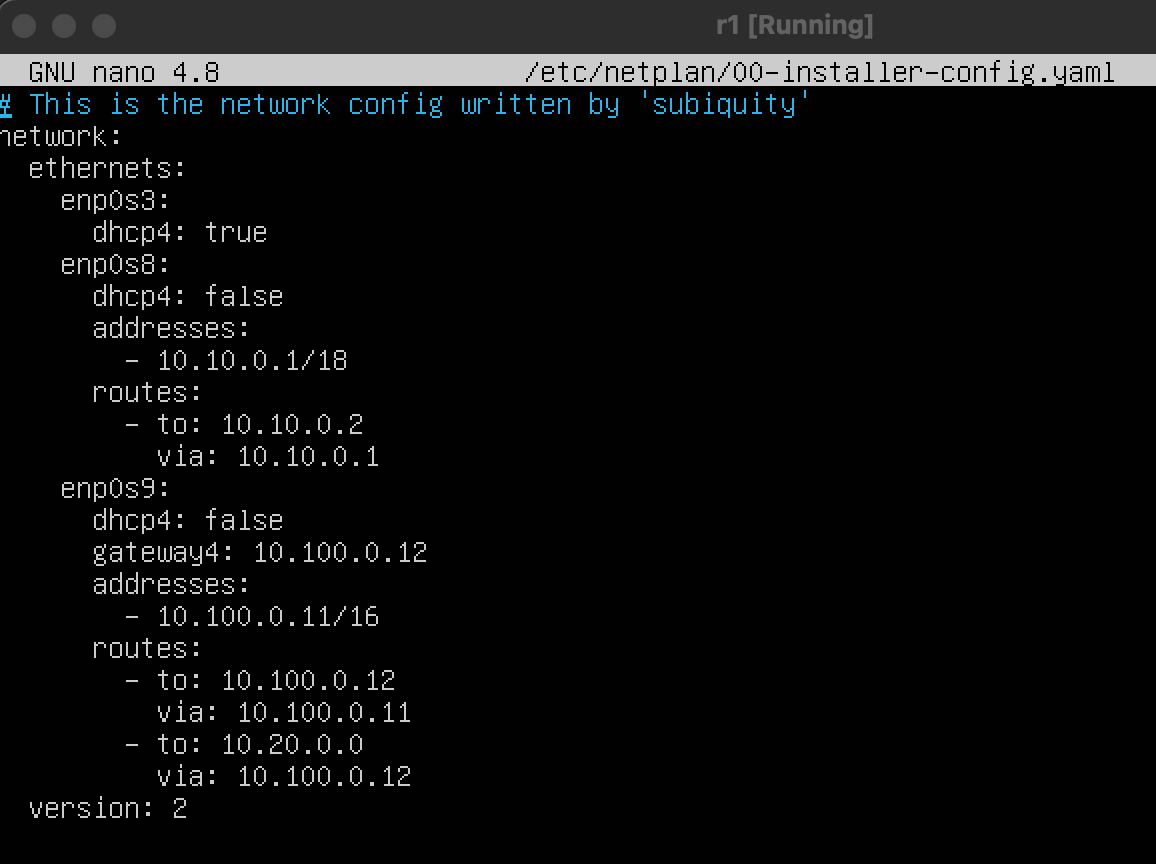 r1 [Running]
GNU nano 4.8 /etc/netplan/00-installer-config.yaml
# This is the network config written by 'subiquity'
network:
  ethernets:
    enp0s3:
      dhcp4: true
    enp0s8:
      dhcp4: false
      addresses:
        - 10.10.0.1/18
      routes:
        - to: 10.10.0.2
          via: 10.10.0.1
    enp0s9:
      dhcp4: false
      gateway4: 10.100.0.12
      addresses:
        - 10.100.0.11/16
      routes:
        - to: 10.100.0.12
          via: 10.100.0.11
        - to: 10.20.0.0
          via: 10.100.0.12
  version: 2